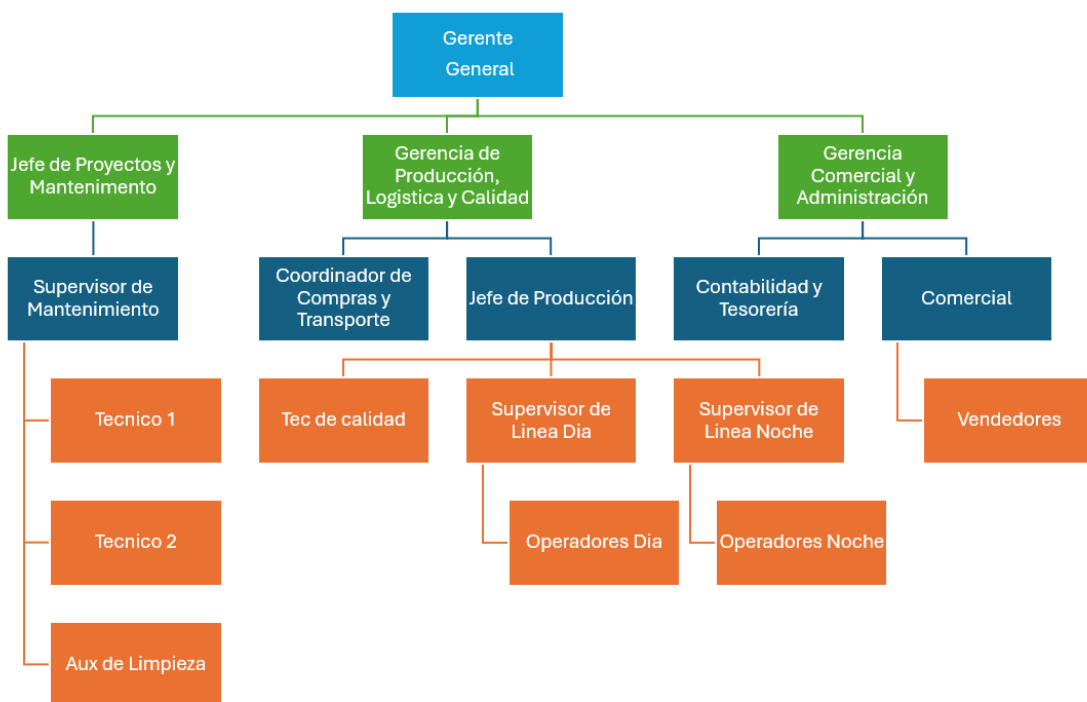 Gerente
General
Jefe de Proyectos y
Mantenimento
Gerencia de
Producción,
Logistica y Calidad
Gerencia
Comercial y
Administración
Supervisor de
Mantenimiento
Coordinador de
Compras y
Transporte
Jefe de Producción
Contabilidad y
Tesorería
Comercial
Tecnico 1
Tec de calidad
Supervisor de
Linea Dia
Supervisor de
Linea Noche
Vendedores
Tecnico 2
Operadores Dia
Operadores Noche
Aux de Limpieza